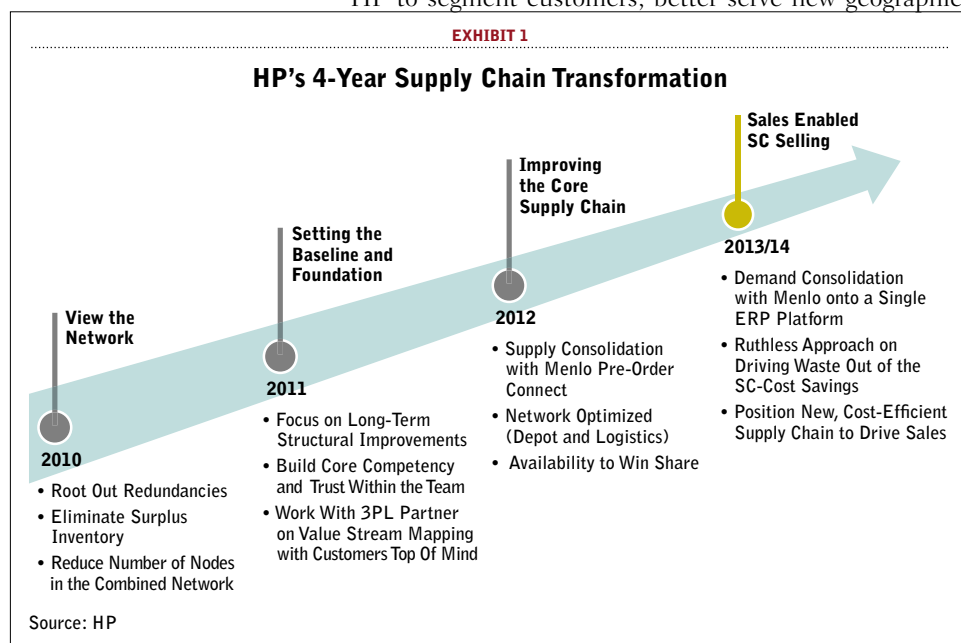 HP to segment customers, better serve new geographie
EXHIBIT 1
HP's 4-Year Supply Chain Transformation
View the
Network
2010
• Root Out Redundancies
• Eliminate Surplus
Inventory
• Reduce Number of Nodes
in the Combined Network
Setting the
Baseline and
Foundation
2011
• Focus on Long-Term
Structural Improvements
• Build Core Competency
and Trust Within the Team
• Work With 3PL Partner
on Value Stream Mapping
with Customers Top Of Mind
Improving
the Core
Supply Chain
2012
• Supply Consolidation
with Menlo Pre-Order
Connect
• Network Optimized
(Depot and Logistics)
• Availability to Win Share
Sales Enabled
SC Selling
2013/14
• Demand Consolidation
with Menlo onto a Single
ERP Platform
• Ruthless Approach on
Driving Waste Out of the
SC-Cost Savings
• Position New, Cost-Efficient
Supply Chain to Drive Sales
Source: HP